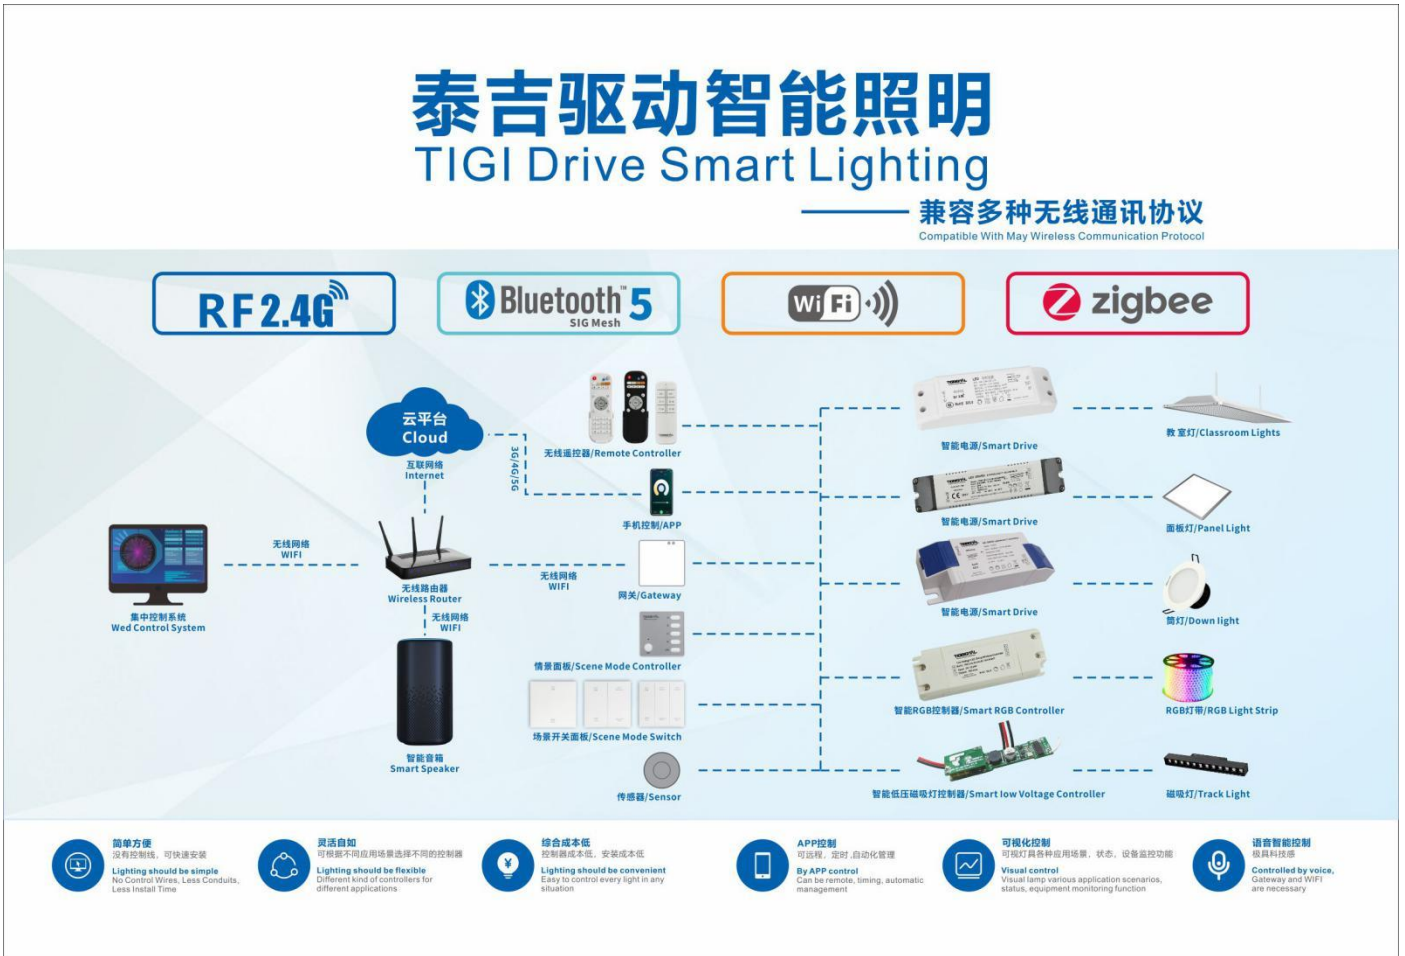 泰吉驱动智能照明
TIGI Drive Smart Lighting
兼容多种无线通讯协议
Compatible With May Wireless Communication Protocol
RF 2.4G
Bluetooth™ 5
SIG Mesh
WiFi
zigbee
云平台
Cloud
互联网络
Internet
3G/4G/5G
无线网络
WIFI
集中控制系统
Wed Control System
无线路由器
Wireless Router
无线网络
WIFI
智能音箱
Smart Speaker
无线网络
WIFI
无线遥控器/Remote Controller
手机控制/APP
网关/Gateway
情景面板/Scene Mode Controller
场景开关面板/Scene Mode Switch
传感器/Sensor
智能电源/Smart Drive
智能电源/Smart Drive
智能电源/Smart Drive
智能RGB控制器/Smart RGB Controller
智能低压磁吸灯控制器/Smart low Voltage Controller
教室灯/Classroom Lights
面板灯/Panel Light
筒灯/Down light
RGB灯带/RGB Light Strip
磁吸灯/Track Light
简单方便
没有控制线，可快速安装
Lighting should be simple
No Control Wires, Less Conduits,
Less Install Time
灵活自如
可根据不同应用场景选择不同的控制器
Lighting should be flexible
Different kind of controllers for
different applications
综合成本低
控制器成本低，安装成本低
Lighting should be convenient
Easy to control every light in any
situation
APP控制
可远程，定时,自动化管理
By APP control
Can be remote, timing, automatic
management
可视化控制
可视灯具各种应用场景，状态，设备监控功能
Visual control
Visual lamp various application scenarios,
status, equipment monitoring function
语音智能控制
极具科技感
Controlled by voice,
Gateway and WIFI
are necessary